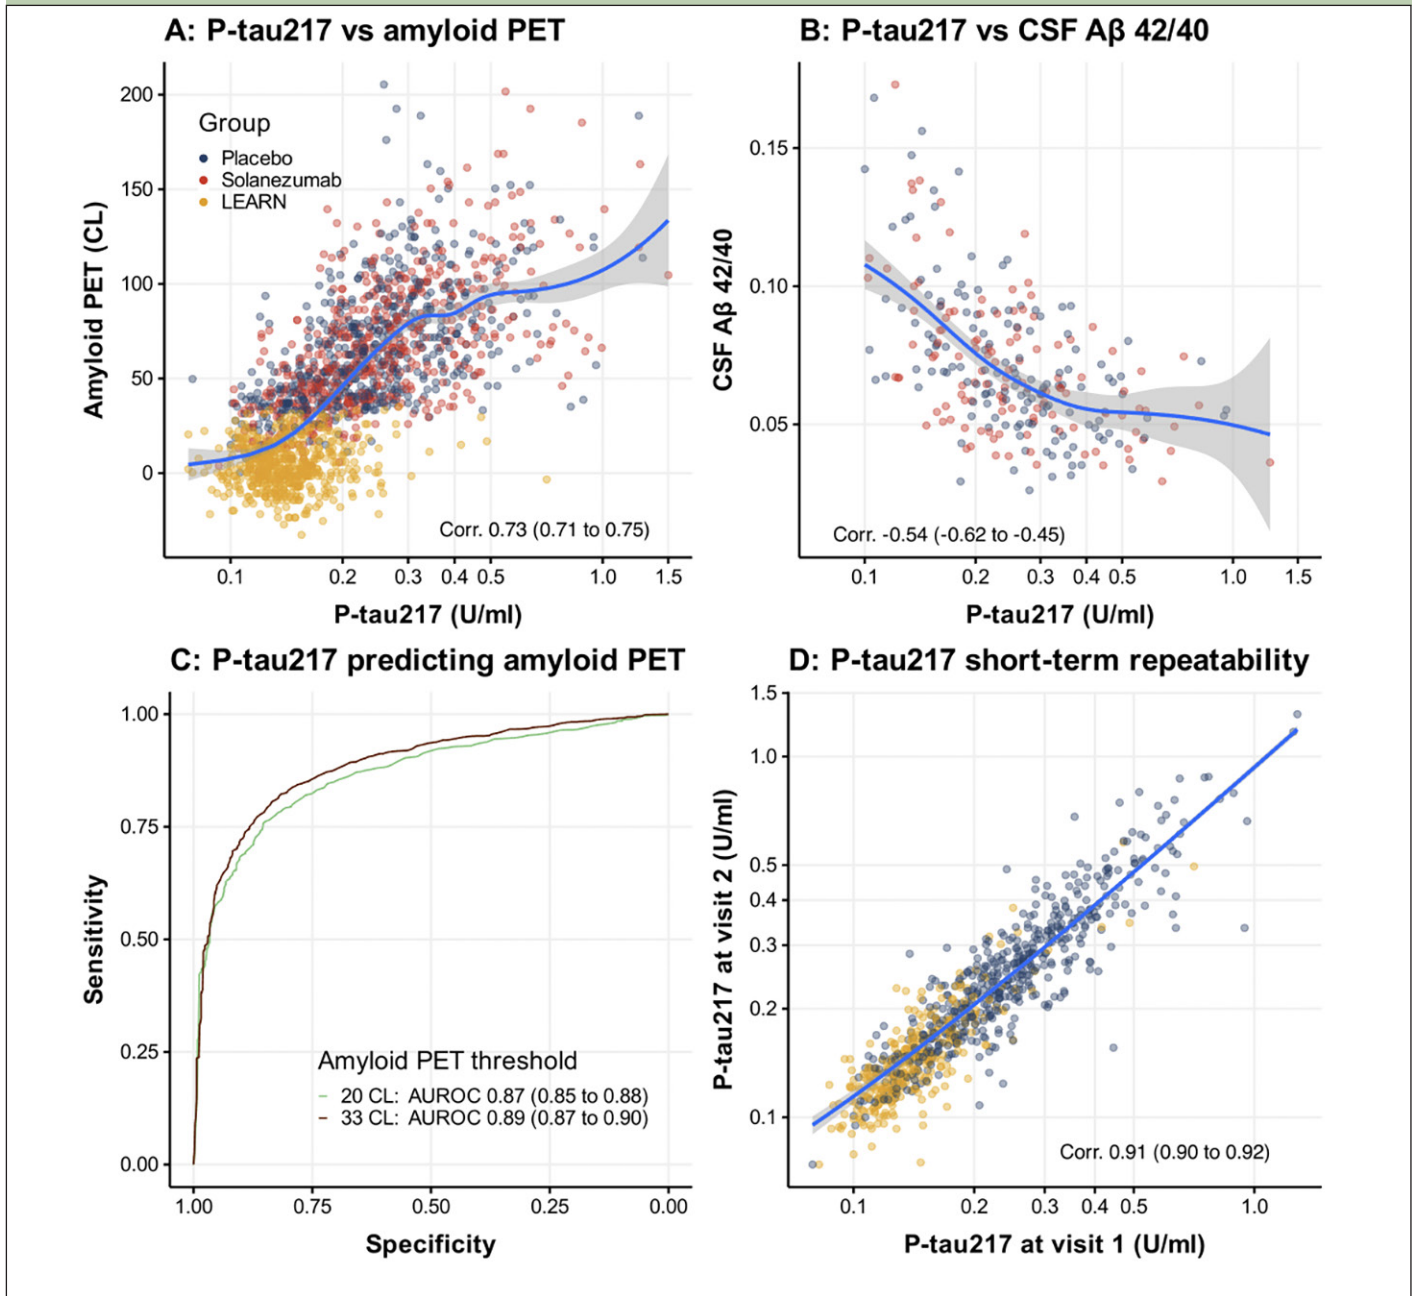 A: P-tau217 vs amyloid PET
200
150
100
50
0
Amyloid PET (CL)
Group
Placebo
Solanezumab
LEARN
Corr. 0.73 (0.71 to 0.75)
0.1 0.2 0.3 0.4 0.5 1.0 1.5
P-tau217 (U/ml)
B: P-tau217 vs CSF Aβ 42/40
0.15
0.10
0.05
CSF Aβ 42/40
Corr. -0.54 (-0.62 to -0.45)
0.1 0.2 0.3 0.4 0.5 1.0 1.5
P-tau217 (U/ml)
C: P-tau217 predicting amyloid PET
1.00
0.75
0.50
0.25
0.00
Sensitivity
Amyloid PET threshold
20 CL: AUROC 0.87 (0.85 to 0.88)
33 CL: AUROC 0.89 (0.87 to 0.90)
1.00 0.75 0.50 0.25 0.00
Specificity
D: P-tau217 short-term repeatability
1.5
1.0
0.5
0.4
0.3
0.2
0.1
P-tau217 at visit 2 (U/ml)
Corr. 0.91 (0.90 to 0.92)
0.1 0.2 0.3 0.4 0.5 1.0
P-tau217 at visit 1 (U/ml)